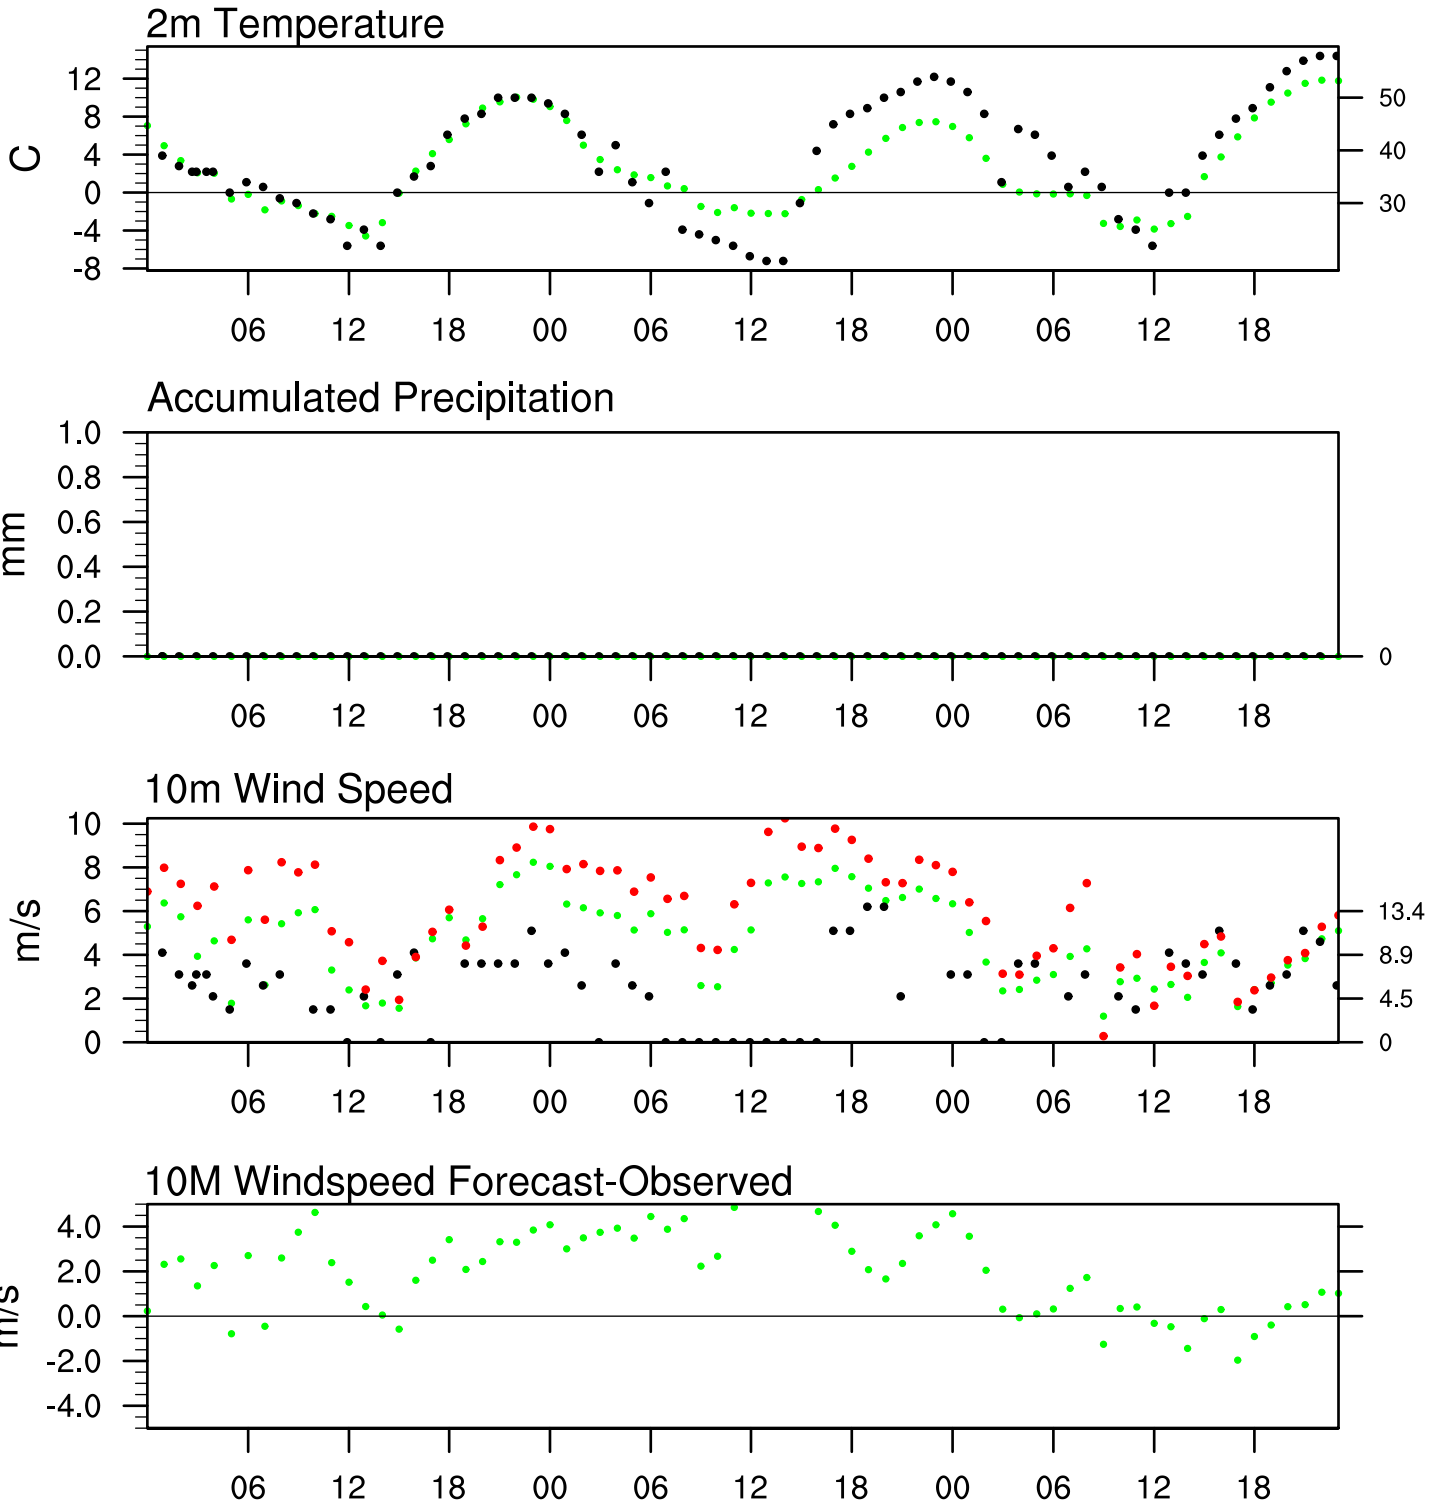 2m Temperature
12
8
4
0
-4
-8
C
50
40
30
06 12 18 00 06 12 18 00 06 12 18
Accumulated Precipitation
1.0
0.8
0.6
0.4
0.2
0.0
mm
0
06 12 18 00 06 12 18 00 06 12 18
10m Wind Speed
10
8
6
4
2
0
m/s
13.4
8.9
4.5
0
06 12 18 00 06 12 18 00 06 12 18
10M Windspeed Forecast-Observed
4.0
2.0
0.0
-2.0
-4.0
m/s
06 12 18 00 06 12 18 00 06 12 18